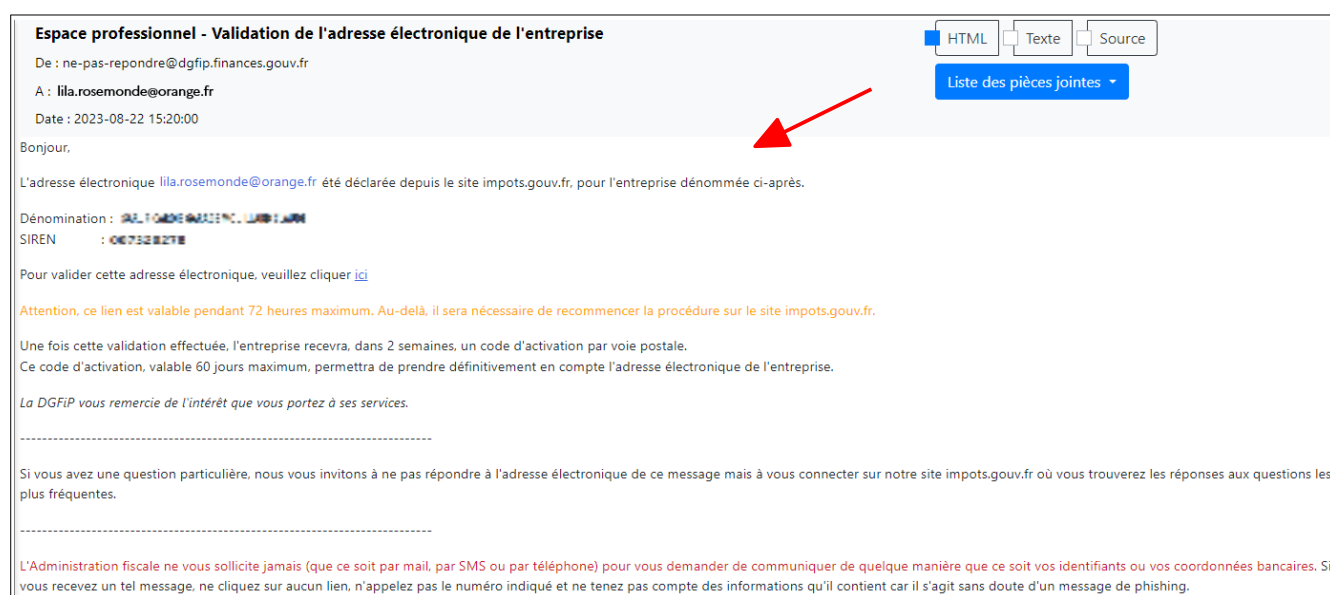 Espace professionnel - Validation de l'adresse électronique de l'entreprise
HTML
Texte
Source
De : ne-pas-repondre@dgfip.finances.gouv.fr
Liste des pièces jointes
A : lila.rosemonde@orange.fr
Date : 2023-08-22 15:20:00
Bonjour,
L'adresse électronique lila.rosemonde@orange.fr été déclarée depuis le site impots.gouv.fr, pour l'entreprise dénommée ci-après.
Dénomination :
SIREN :
Pour valider cette adresse électronique, veuillez cliquer ici
Attention, ce lien est valable pendant 72 heures maximum. Au-delà, il sera nécessaire de recommencer la procédure sur le site impots.gouv.fr.
Une fois cette validation effectuée, l'entreprise recevra, dans 2 semaines, un code d'activation par voie postale.
Ce code d'activation, valable 60 jours maximum, permettra de prendre définitivement en compte l'adresse électronique de l'entreprise.
La DGFiP vous remercie de l'intérêt que vous portez à ses services.
--------------------------------------------------------------------------
Si vous avez une question particulière, nous vous invitons à ne pas répondre à l'adresse électronique de ce message mais à vous connecter sur notre site impots.gouv.fr où vous trouverez les réponses aux questions les
plus fréquentes.
--------------------------------------------------------------------------
L'Administration fiscale ne vous sollicite jamais (que ce soit par mail, par SMS ou par téléphone) pour vous demander de communiquer de quelque manière que ce soit vos identifiants ou vos coordonnées bancaires. Si
vous recevez un tel message, ne cliquez sur aucun lien, n'appelez pas le numéro indiqué et ne tenez pas compte des informations qu'il contient car il s'agit sans doute d'un message de phishing.